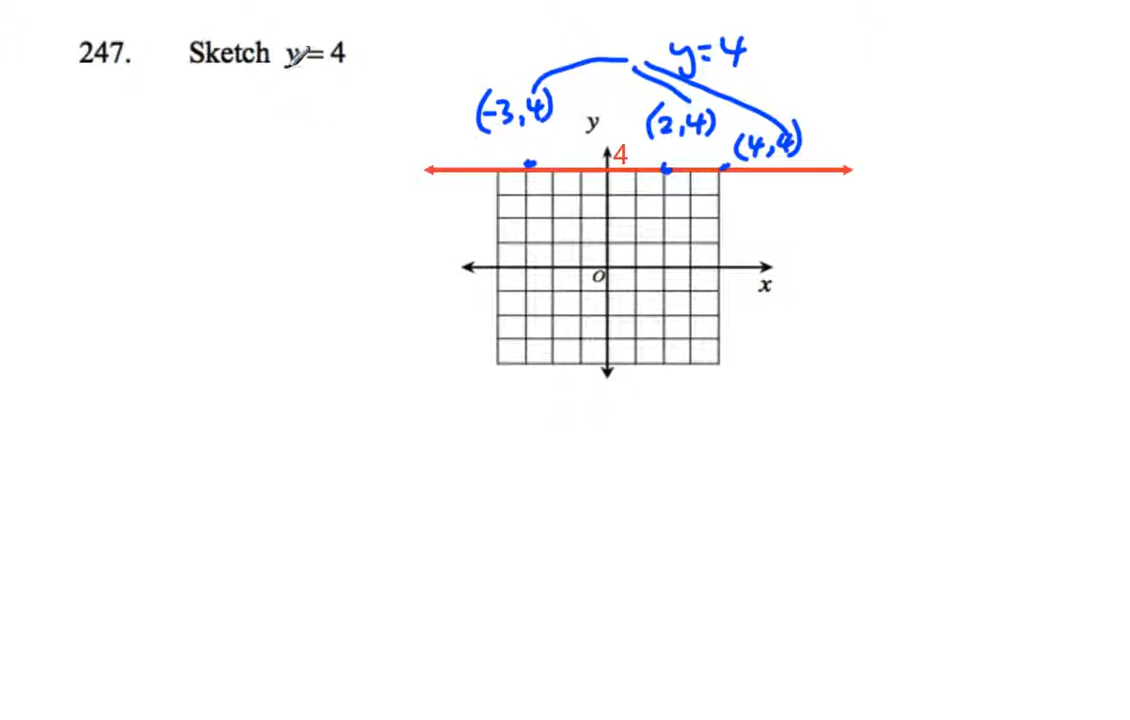 247. Sketch y = 4
y = 4
(-3,4)
y
(2,4)
(4,4)
4
O
x